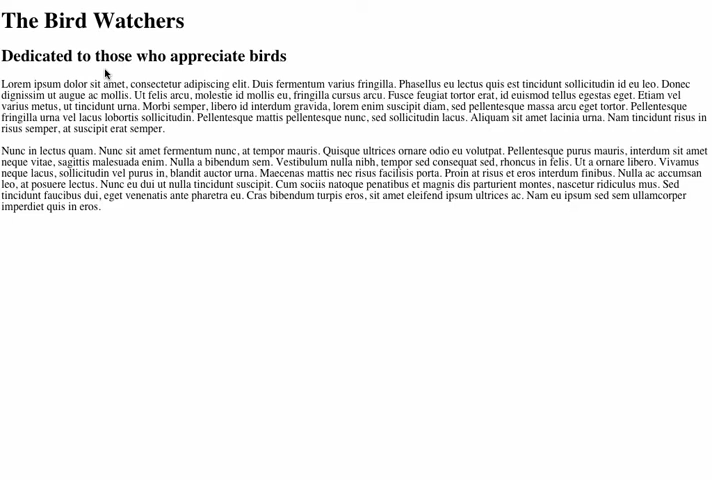 The Bird Watchers
Dedicated to those who appreciate birds
Lorem ipsum dolor sit amet, consectetur adipiscing elit. Duis fermentum varius fringilla. Phasellus eu lectus quis est tincidunt sollicitudin id eu leo. Donec
dignissim ut augue ac mollis. Ut felis arcu, molestie id mollis eu, fringilla cursus arcu. Fusce feugiat tortor erat, id euismod tellus egestas eget. Etiam vel
varius metus, ut tincidunt urna. Morbi semper, libero id interdum gravida, lorem enim suscipit diam, sed pellentesque massa arcu eget tortor. Pellentesque
fringilla urna vel lacus lobortis sollicitudin. Pellentesque mattis pellentesque nunc, sed sollicitudin lacus. Aliquam sit amet lacinia urna. Nam tincidunt risus in
risus semper, at suscipit erat semper.
Nunc in lectus quam. Nunc sit amet fermentum nunc, at tempor mauris. Quisque ultrices ornare odio eu volutpat. Pellentesque purus mauris, interdum sit amet
neque vitae, sagittis malesuada enim. Nulla a bibendum sem. Vestibulum nulla nibh, tempor sed consequat sed, rhoncus in felis. Ut a ornare libero. Vivamus
neque lacus, sollicitudin vel purus in, blandit auctor urna. Maecenas mattis nec risus facilisis porta. Proin at risus et eros interdum finibus. Nulla ac accumsan
leo, at posuere lectus. Nunc eu dui ut nulla tincidunt suscipit. Cum sociis natoque penatibus et magnis dis parturient montes, nascetur ridiculus mus. Sed
tincidunt faucibus dui, eget venenatis ante pharetra eu. Cras bibendum turpis eros, sit amet eleifend ipsum ultrices ac. Nam eu ipsum sed sem ullamcorper
imperdiet quis in eros.